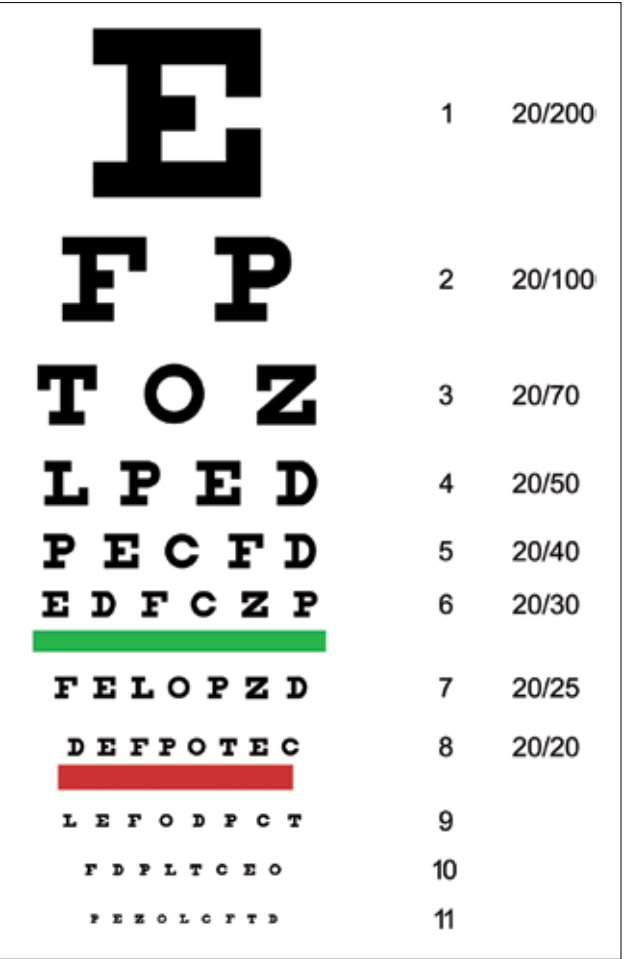 E 1 20/200
F P 2 20/100
T O Z 3 20/70
L P E D 4 20/50
P E C F D 5 20/40
E D F C Z P 6 20/30
F E L O P Z D 7 20/25
D E F P O T E C 8 20/20
L E F O D P C T 9
F D P L T C E O 10
P E Z O L C F T D 11